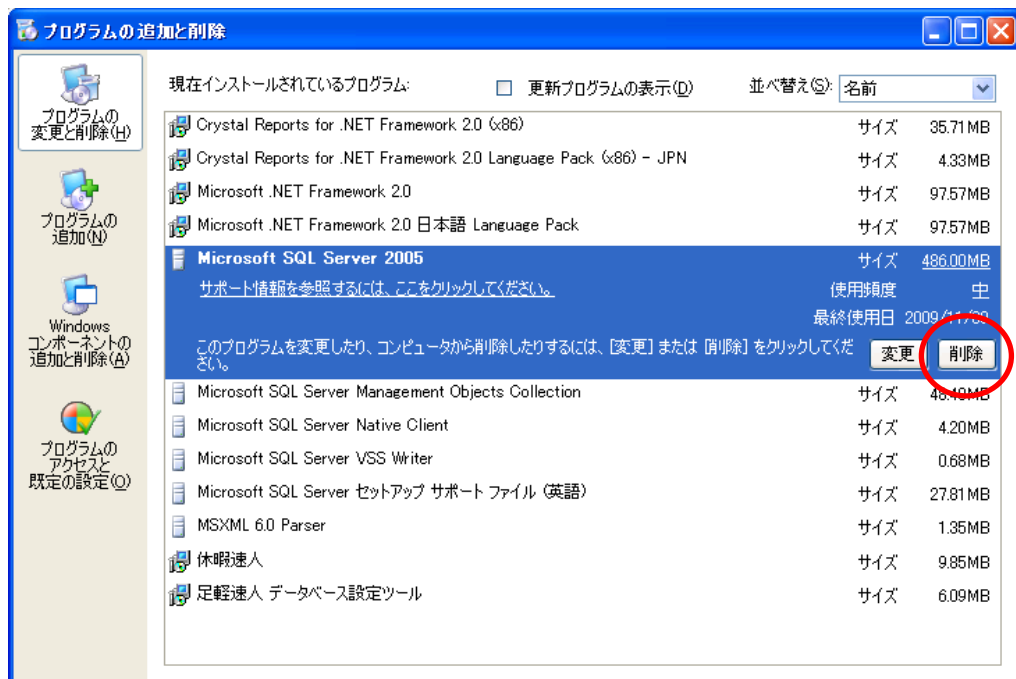 プログラムの追加と削除
現在インストールされているプログラム:
更新プログラムの表示(D)
並べ替え(S):
名前
プログラムの
変更と削除(H)
プログラムの
追加(N)
Windows
コンポーネントの
追加と削除(A)
プログラムの
アクセスと
既定の設定(O)
Crystal Reports for .NET Framework 2.0 (x86) サイズ 35.71MB
Crystal Reports for .NET Framework 2.0 Language Pack (x86) - JPN サイズ 4.33MB
Microsoft .NET Framework 2.0 サイズ 97.57MB
Microsoft .NET Framework 2.0 日本語 Language Pack サイズ 97.57MB
Microsoft SQL Server 2005 サイズ 486.00MB
サポート情報を参照するには、ここをクリックしてください。 使用頻度 中
最終使用日
このプログラムを変更したり、コンピュータから削除したりするには、[変更] または [削除] をクリックしてくだ
さい。
変更
削除
Microsoft SQL Server Management Objects Collection サイズ
Microsoft SQL Server Native Client サイズ 4.20MB
Microsoft SQL Server VSS Writer サイズ 0.68MB
Microsoft SQL Server セットアップ サポート ファイル (英語) サイズ 27.81MB
MSXML 6.0 Parser サイズ 1.35MB
休暇速人 サイズ 9.85MB
足軽速人 データベース設定ツール サイズ 6.09MB